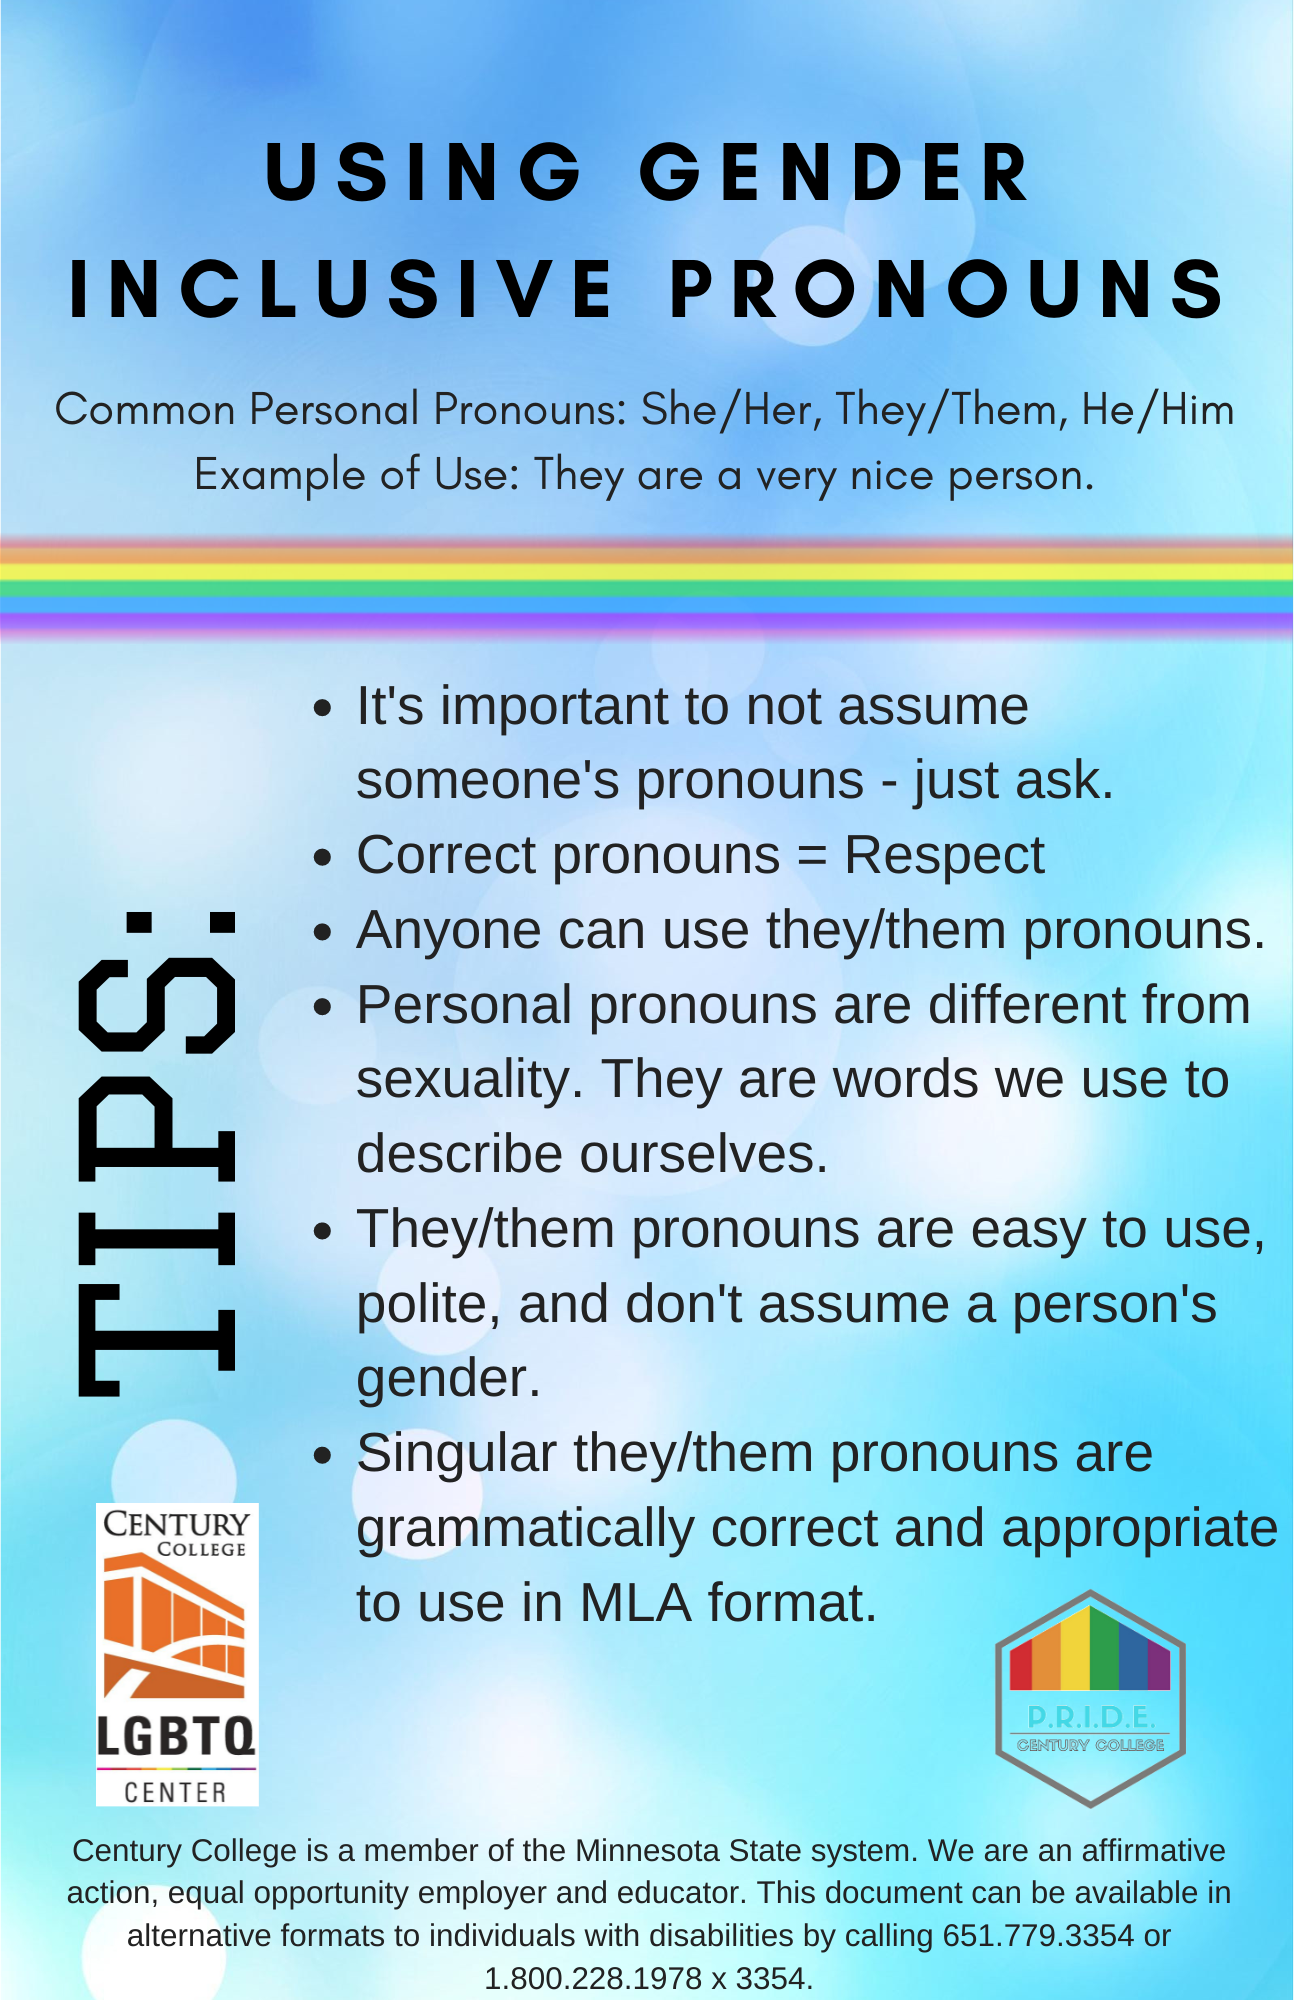 USING GENDER
INCLUSIVE PRONOUNS
Common Personal Pronouns: She/Her, They/Them, He/Him
Example of Use: They are a very nice person.
TIPS:
• It's important to not assume
someone's pronouns - just ask.
• Correct pronouns = Respect
• Anyone can use they/them pronouns.
• Personal pronouns are different from
sexuality. They are words we use to
describe ourselves.
• They/them pronouns are easy to use,
polite, and don't assume a person's
gender.
• Singular they/them pronouns are
grammatically correct and appropriate
to use in MLA format.
CENTURY
COLLEGE
LGBTQ
CENTER
P.R.I.D.E.
CENTURY COLLEGE
Century College is a member of the Minnesota State system. We are an affirmative
action, equal opportunity employer and educator. This document can be available in
alternative formats to individuals with disabilities by calling 651.779.3354 or
1.800.228.1978 x 3354.